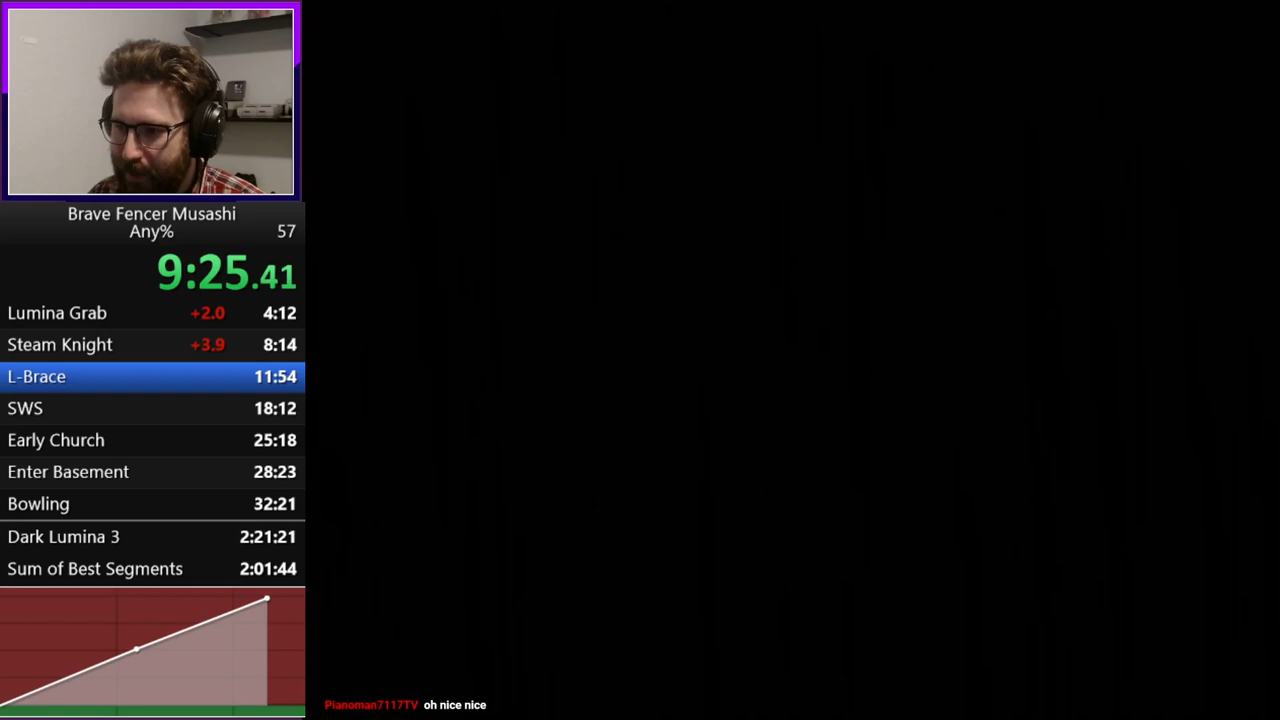 Brave Fencer Musashi
Any% 57
9:25.41
Lumina Grab +2.0 4:12
Steam Knight +3.9 8:14
L-Brace 11:54
SWS 18:12
Early Church 25:18
Enter Basement 28:23
Bowling 32:21
Dark Lumina 3 2:21:21
Sum of Best Segments 2:01:44
Pianoman7117TV oh nice nice